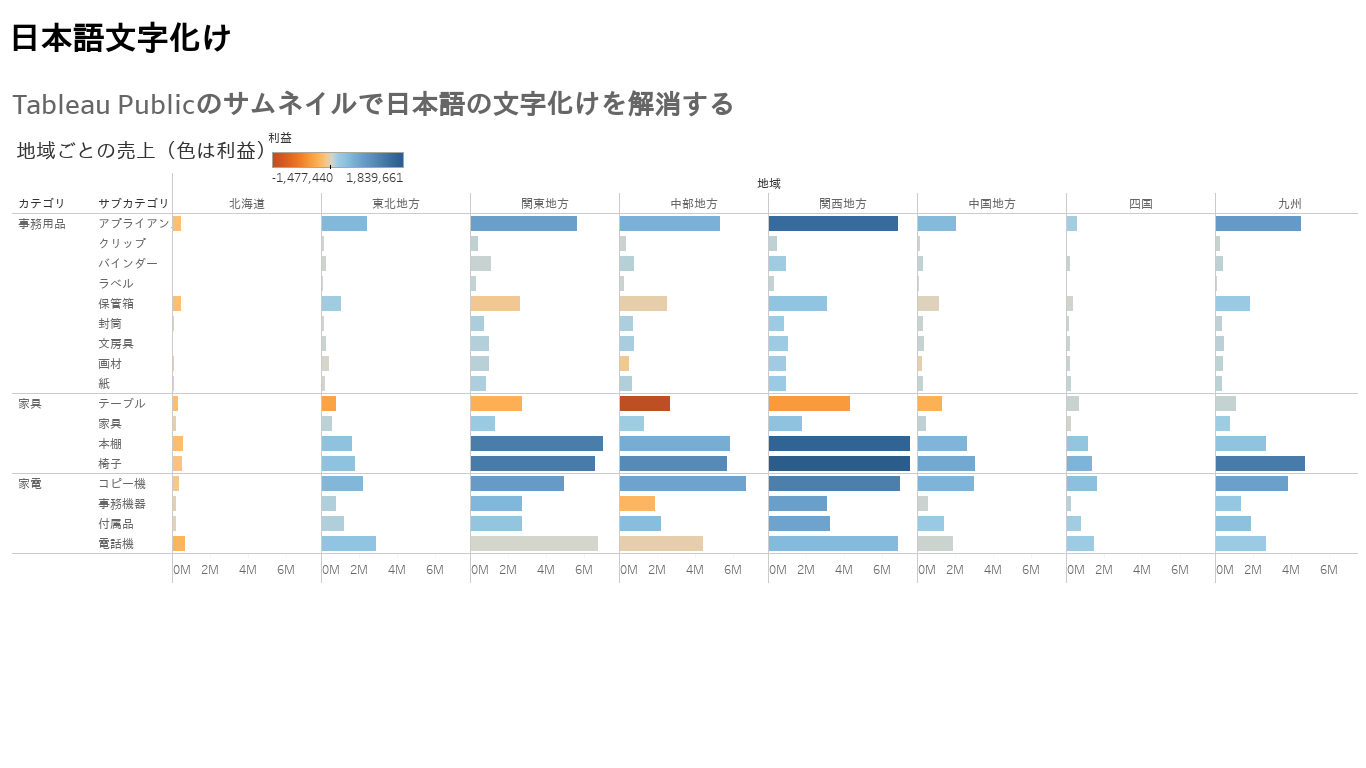 日本語文字化け
Tableau Publicのサムネイルで日本語の文字化けを解消する
地域ごとの売上（色は利益）
利益
-1,477,440 1,839,661
地域
カテゴリ サブカテゴリ 北海道 東北地方 関東地方 中部地方 関西地方 中国地方 四国 九州
事務用品 アプライアン
クリップ
バインダー
ラベル
保管箱
封筒
文房具
画材
紙
家具 テーブル
家具
本棚
椅子
家電 コピー機
事務機器
付属品
電話機
0M 2M 4M 6M 0M 2M 4M 6M 0M 2M 4M 6M 0M 2M 4M 6M 0M 2M 4M 6M 0M 2M 4M 6M 0M 2M 4M 6M 0M 2M 4M 6M